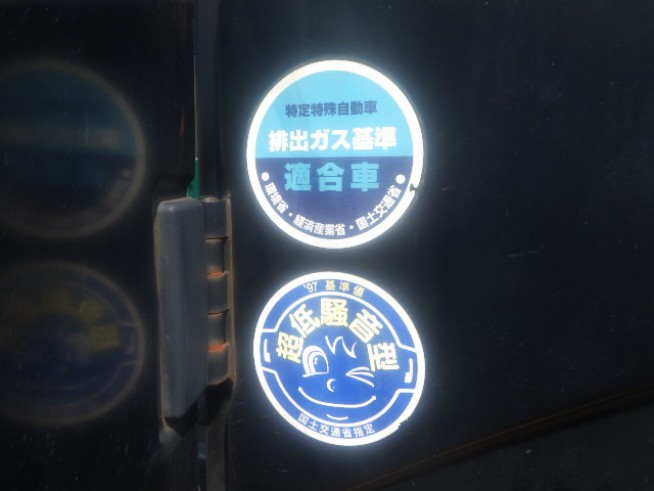 特定特殊自動車
排出ガス基準
適合車
●環境省・経済産業省・国土交通省●
'97 基準値
超低騒音型
国土交通省指定